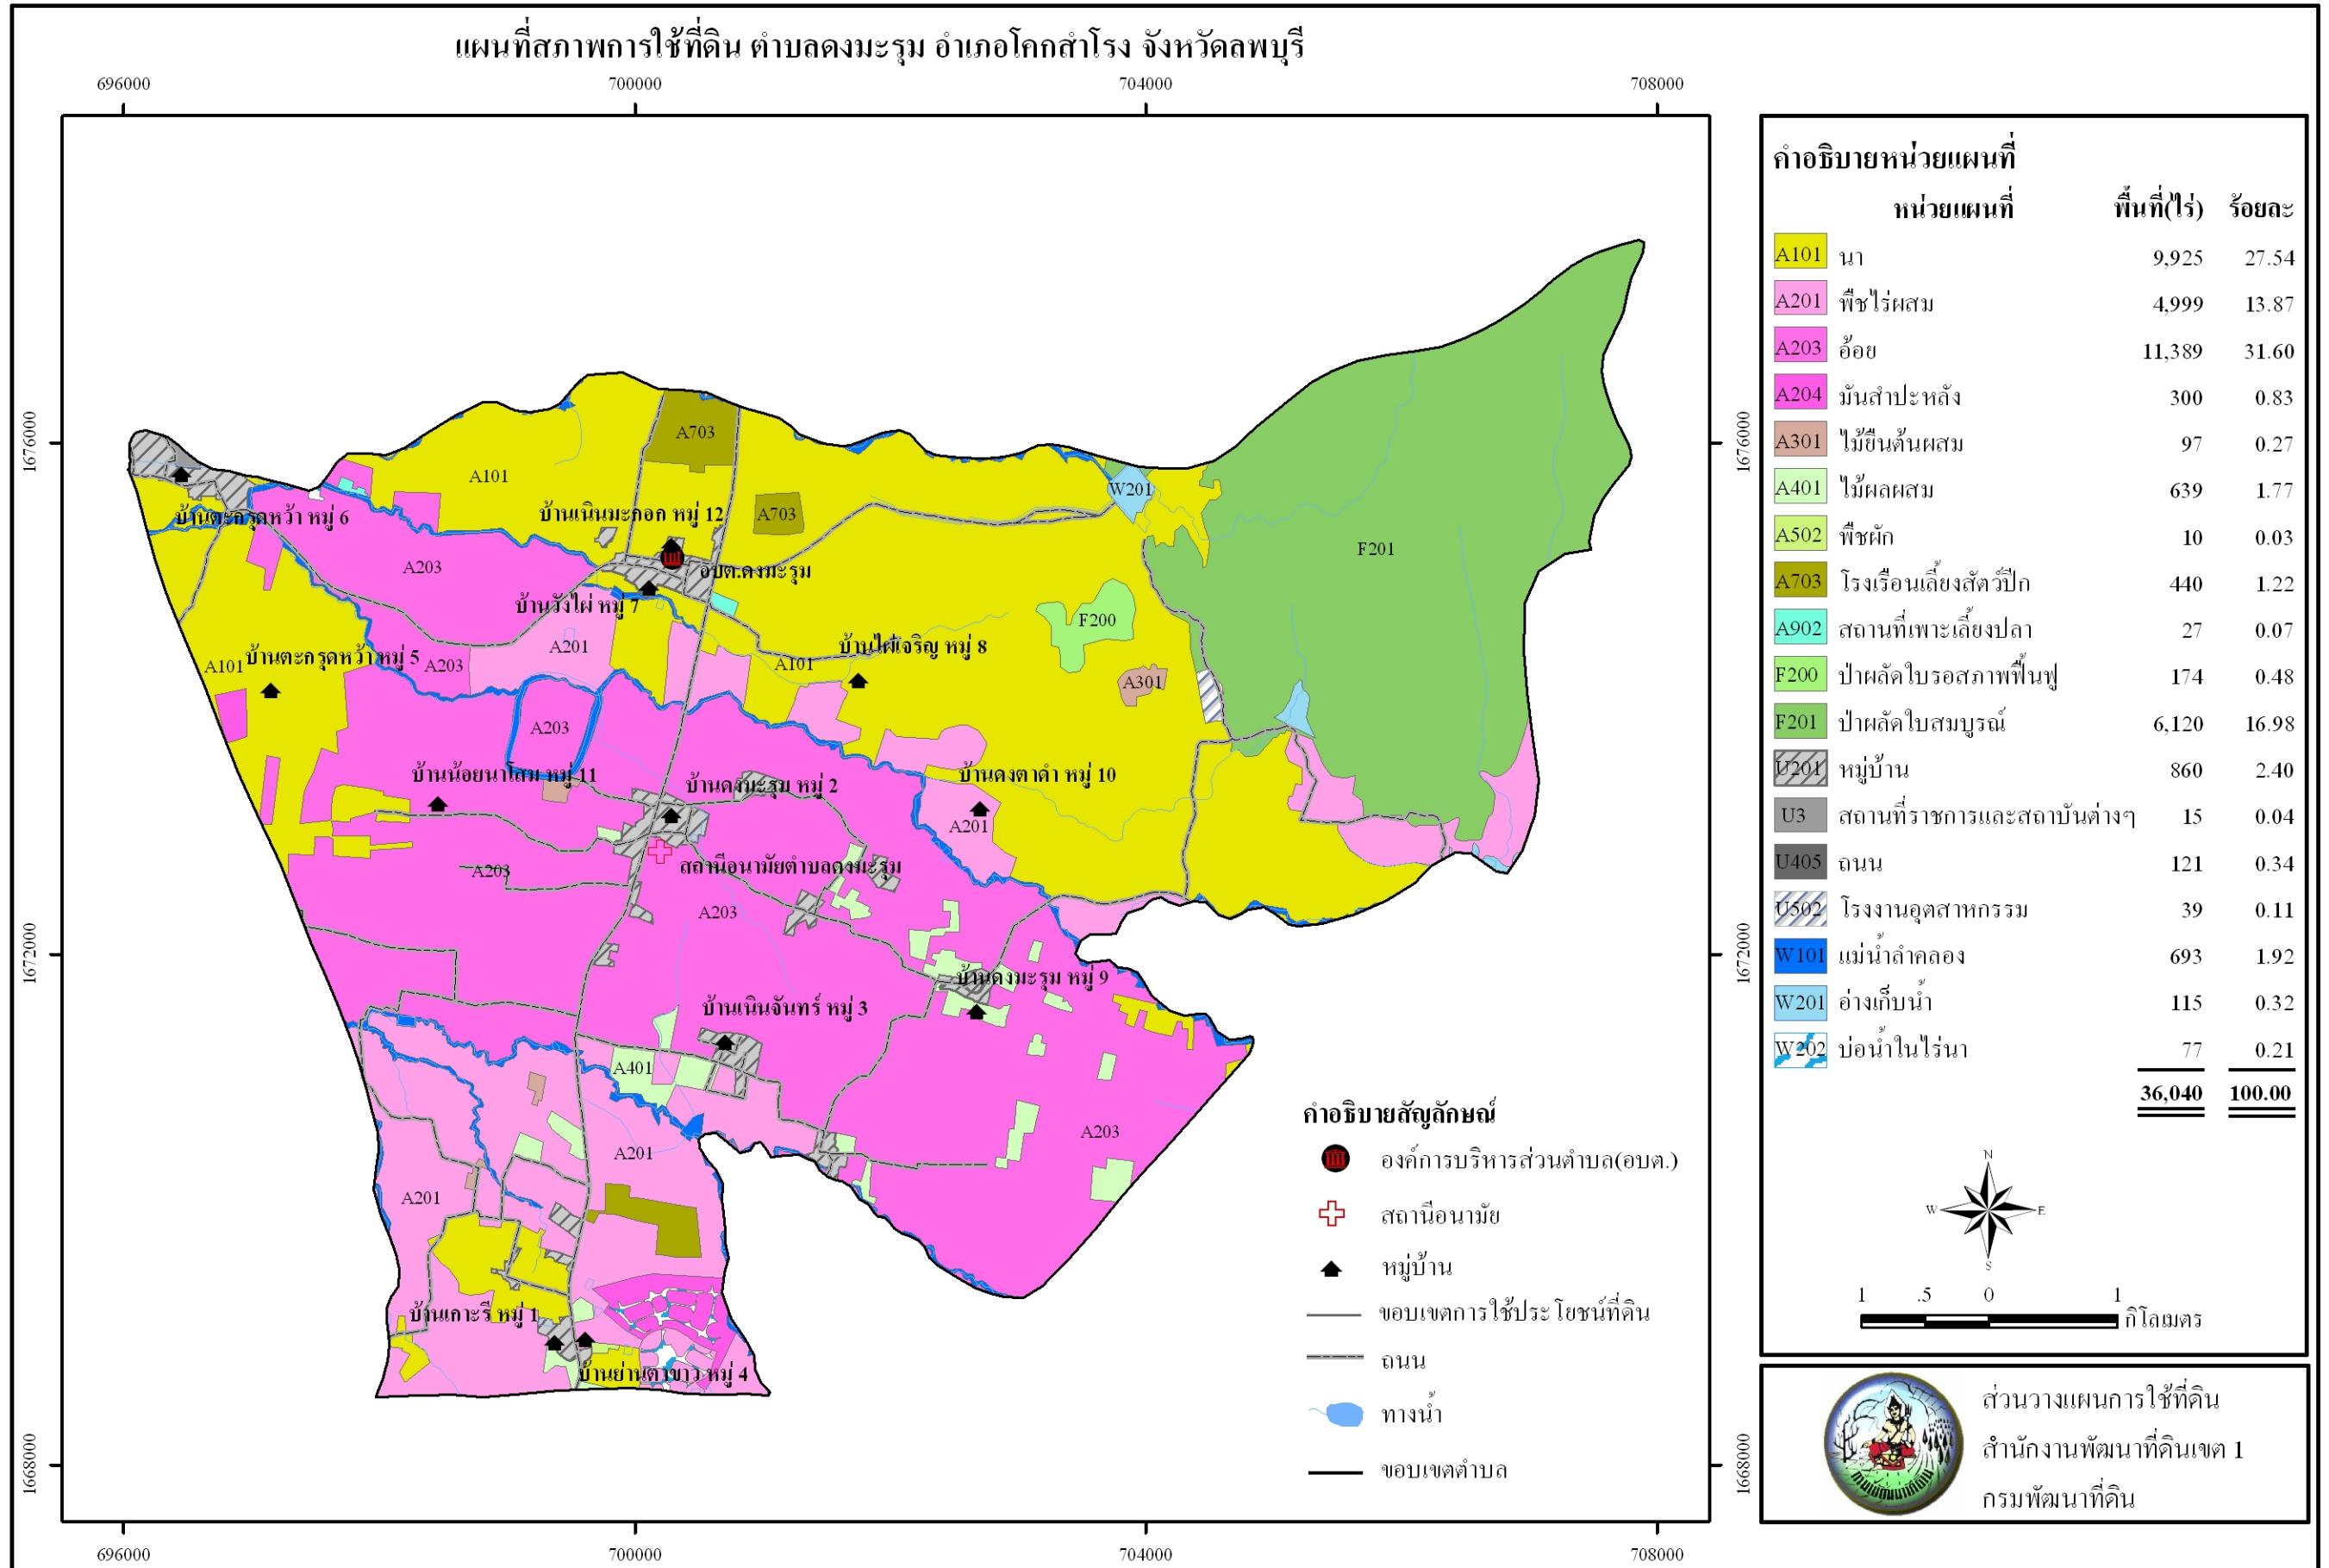 แผนที่สภาพการใช้ที่ดิน ตำบลดงมะรุม อำเภอโคกสำโรง จังหวัดลพบุรี
696000 700000 704000 708000
1676000 1676000
1672000 1672000
1668000 1668000
A703
A101
W201
บ้านตะกรุดหว้า หมู่ 6
บ้านเนินมะกอก หมู่ 12
A703
F201
A203
อบต.ดงมะรุม
บ้านวังไผ่ หมู่ 7
F200
A201
บ้านไผ่เจริญ หมู่ 8
A101
บ้านตะกรุดหว้า หมู่ 5
A203
A101
A301
A203
บ้านน้อยนาโสม หมู่ 11
บ้านดงมะรุม หมู่ 2
บ้านดงตาดำ หมู่ 10
A201
สถานีอนามัยตำบลดงมะรุม
A203
A203
บ้านดงมะรุม หมู่ 9
บ้านเนินจันทร์ หมู่ 3
A401
A203
A201
A201
บ้านเกาะรี หมู่ 1
บ้านย่านตาขาว หมู่ 4
696000 700000 704000 708000
คำอธิบายสัญลักษณ์
องค์การบริหารส่วนตำบล(อบต.)
สถานีอนามัย
หมู่บ้าน
ขอบเขตการใช้ประโยชน์ที่ดิน
ถนน
ทางน้ำ
ขอบเขตตำบล
คำอธิบายหน่วยแผนที่
หน่วยแผนที่ พื้นที่(ไร่) ร้อยละ
A101 นา 9,925 27.54
A201 พืชไร่ผสม 4,999 13.87
A203 อ้อย 11,389 31.60
A204 มันสำปะหลัง 300 0.83
A301 ไม้ยืนต้นผสม 97 0.27
A401 ไม้ผลผสม 639 1.77
A502 พืชผัก 10 0.03
A703 โรงเรือนเลี้ยงสัตว์ปีก 440 1.22
A902 สถานที่เพาะเลี้ยงปลา 27 0.07
F200 ป่าผลัดใบรอสภาพฟื้นฟู 174 0.48
F201 ป่าผลัดใบสมบูรณ์ 6,120 16.98
U201 หมู่บ้าน 860 2.40
U3 สถานที่ราชการและสถาบันต่างๆ 15 0.04
U405 ถนน 121 0.34
U502 โรงงานอุตสาหกรรม 39 0.11
W101 แม่น้ำลำคลอง 693 1.92
W201 อ่างเก็บน้ำ 115 0.32
W202 บ่อน้ำในไร่นา 77 0.21
36,040 100.00
N
W E
S
1 .5 0 1
กิโลเมตร
ส่วนวางแผนการใช้ที่ดิน
สำนักงานพัฒนาที่ดินเขต 1
กรมพัฒนาที่ดิน
กรมพัฒนาที่ดิน